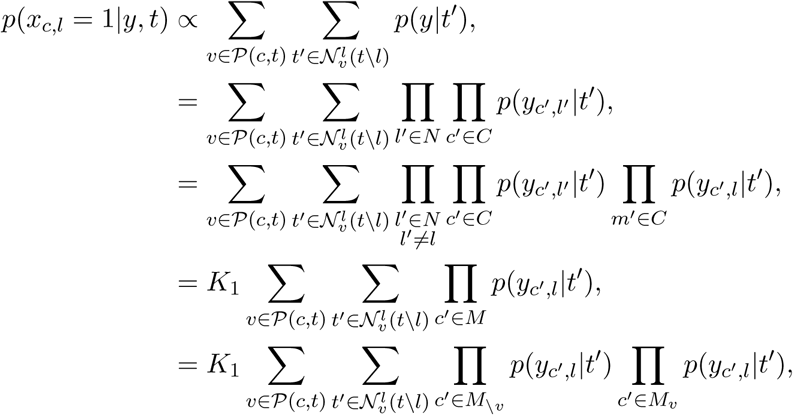 p(x_{c,l} = 1|y, t) ∝ ∑_{v∈𝒫(c,t)} ∑_{t′∈𝒩_v^l(t\l)} p(y|t′),
= ∑_{v∈𝒫(c,t)} ∑_{t′∈𝒩_v^l(t\l)} ∏_{l′∈N} ∏_{c′∈C} p(y_{c′,l′}|t′),
= ∑_{v∈𝒫(c,t)} ∑_{t′∈𝒩_v^l(t\l)} ∏_{l′∈N l′≠l} ∏_{c′∈C} p(y_{c′,l′}|t′) ∏_{m′∈C} p(y_{c′,l}|t′),
= K_1 ∑_{v∈𝒫(c,t)} ∑_{t′∈𝒩_v^l(t\l)} ∏_{c′∈M} p(y_{c′,l}|t′),
= K_1 ∑_{v∈𝒫(c,t)} ∑_{t′∈𝒩_v^l(t\l)} ∏_{c′∈M_{\v}} p(y_{c′,l}|t′) ∏_{c′∈M_v} p(y_{c′,l}|t′),